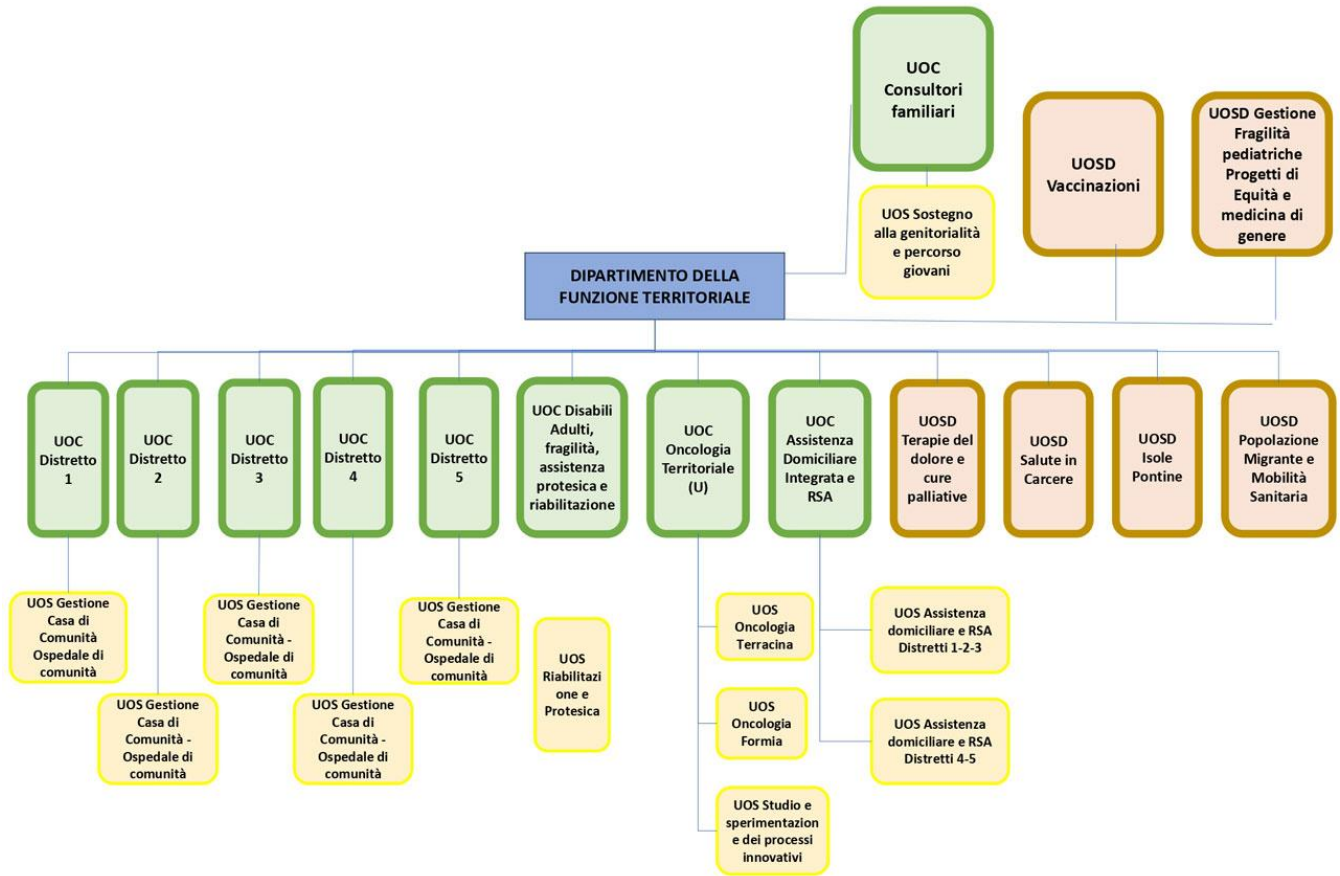 UOC
Consultori
familiari
UOSD
Vaccinazioni
UOSD Gestione
Fragilità
pediatriche
Progetti di
Equità e
medicina di
genere
UOS Sostegno
alla genitorialità
e percorso
giovani
DIPARTIMENTO DELLA
FUNZIONE TERRITORIALE
UOC
Distretto
1
UOC
Distretto
2
UOC
Distretto
3
UOC
Distretto
4
UOC
Distretto
5
UOC Disabili
Adulti,
fragilità,
assistenza
protesica e
riabilitazione
UOC
Oncologia
Territoriale
(U)
UOC
Assistenza
Domiciliare
Integrata e
RSA
UOSD
Terapie del
dolore e
cure
palliative
UOSD
Salute in
Carcere
UOSD
Isole
Pontine
UOSD
Popolazione
Migrante e
Mobilità
Sanitaria
UOS Gestione
Casa di
Comunità
Ospedale di
comunità
UOS Gestione
Casa di
Comunità -
Ospedale di
comunità
UOS Gestione
Casa di
Comunità -
Ospedale di
comunità
UOS Gestione
Casa di
Comunità -
Ospedale di
comunità
UOS Gestione
Casa di
Comunità -
Ospedale di
comunità
UOS
Riabilitazi
one e
Protesica
UOS
Oncologia
Terracina
UOS
Oncologia
Formia
UOS Studio e
sperimentazion
e dei processi
innovativi
UOS Assistenza
domiciliare e RSA
Distretti 1-2-3
UOS Assistenza
domiciliare e RSA
Distretti 4-5